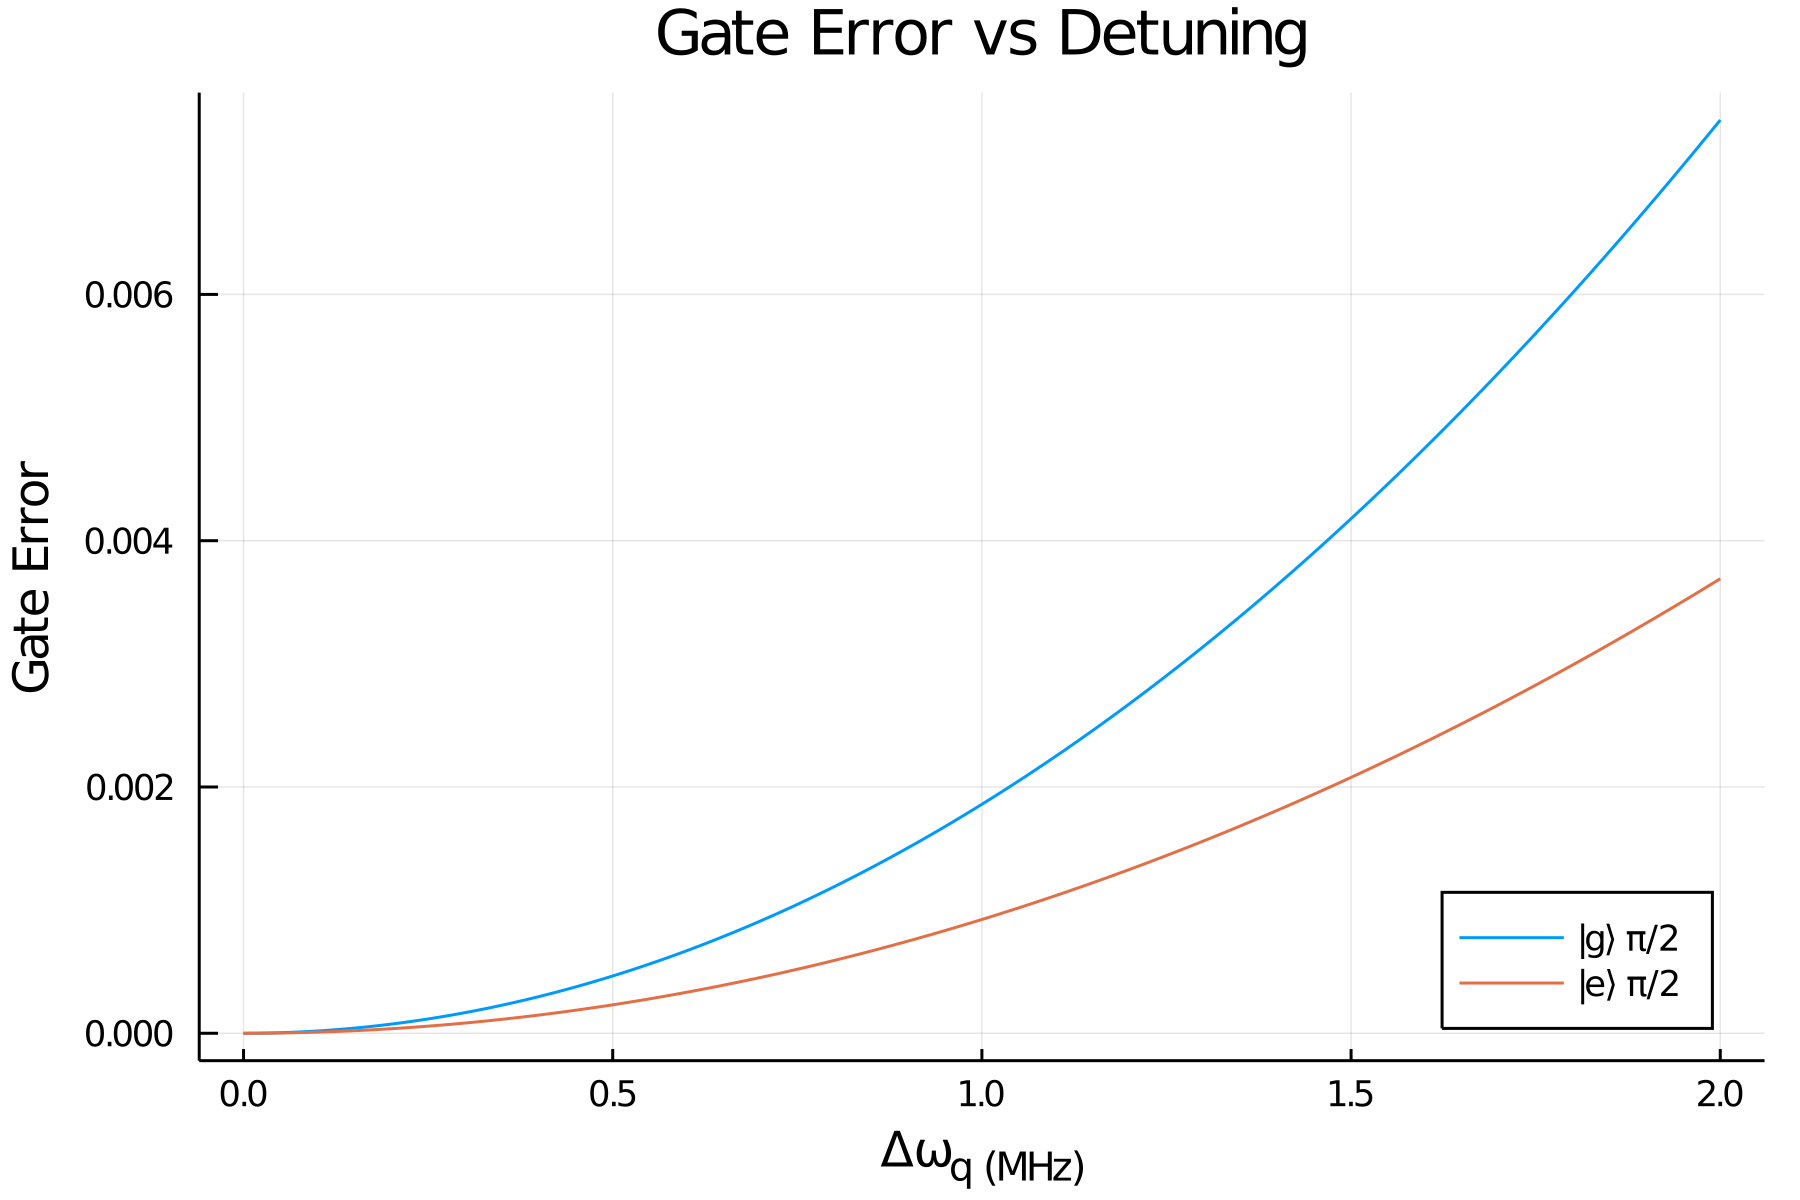 Gate Error vs Detuning
Gate Error
0.006
0.004
0.002
0.000
0.0 0.5 1.0 1.5 2.0
Δω_q (MHz)
|g⟩ π/2
|e⟩ π/2